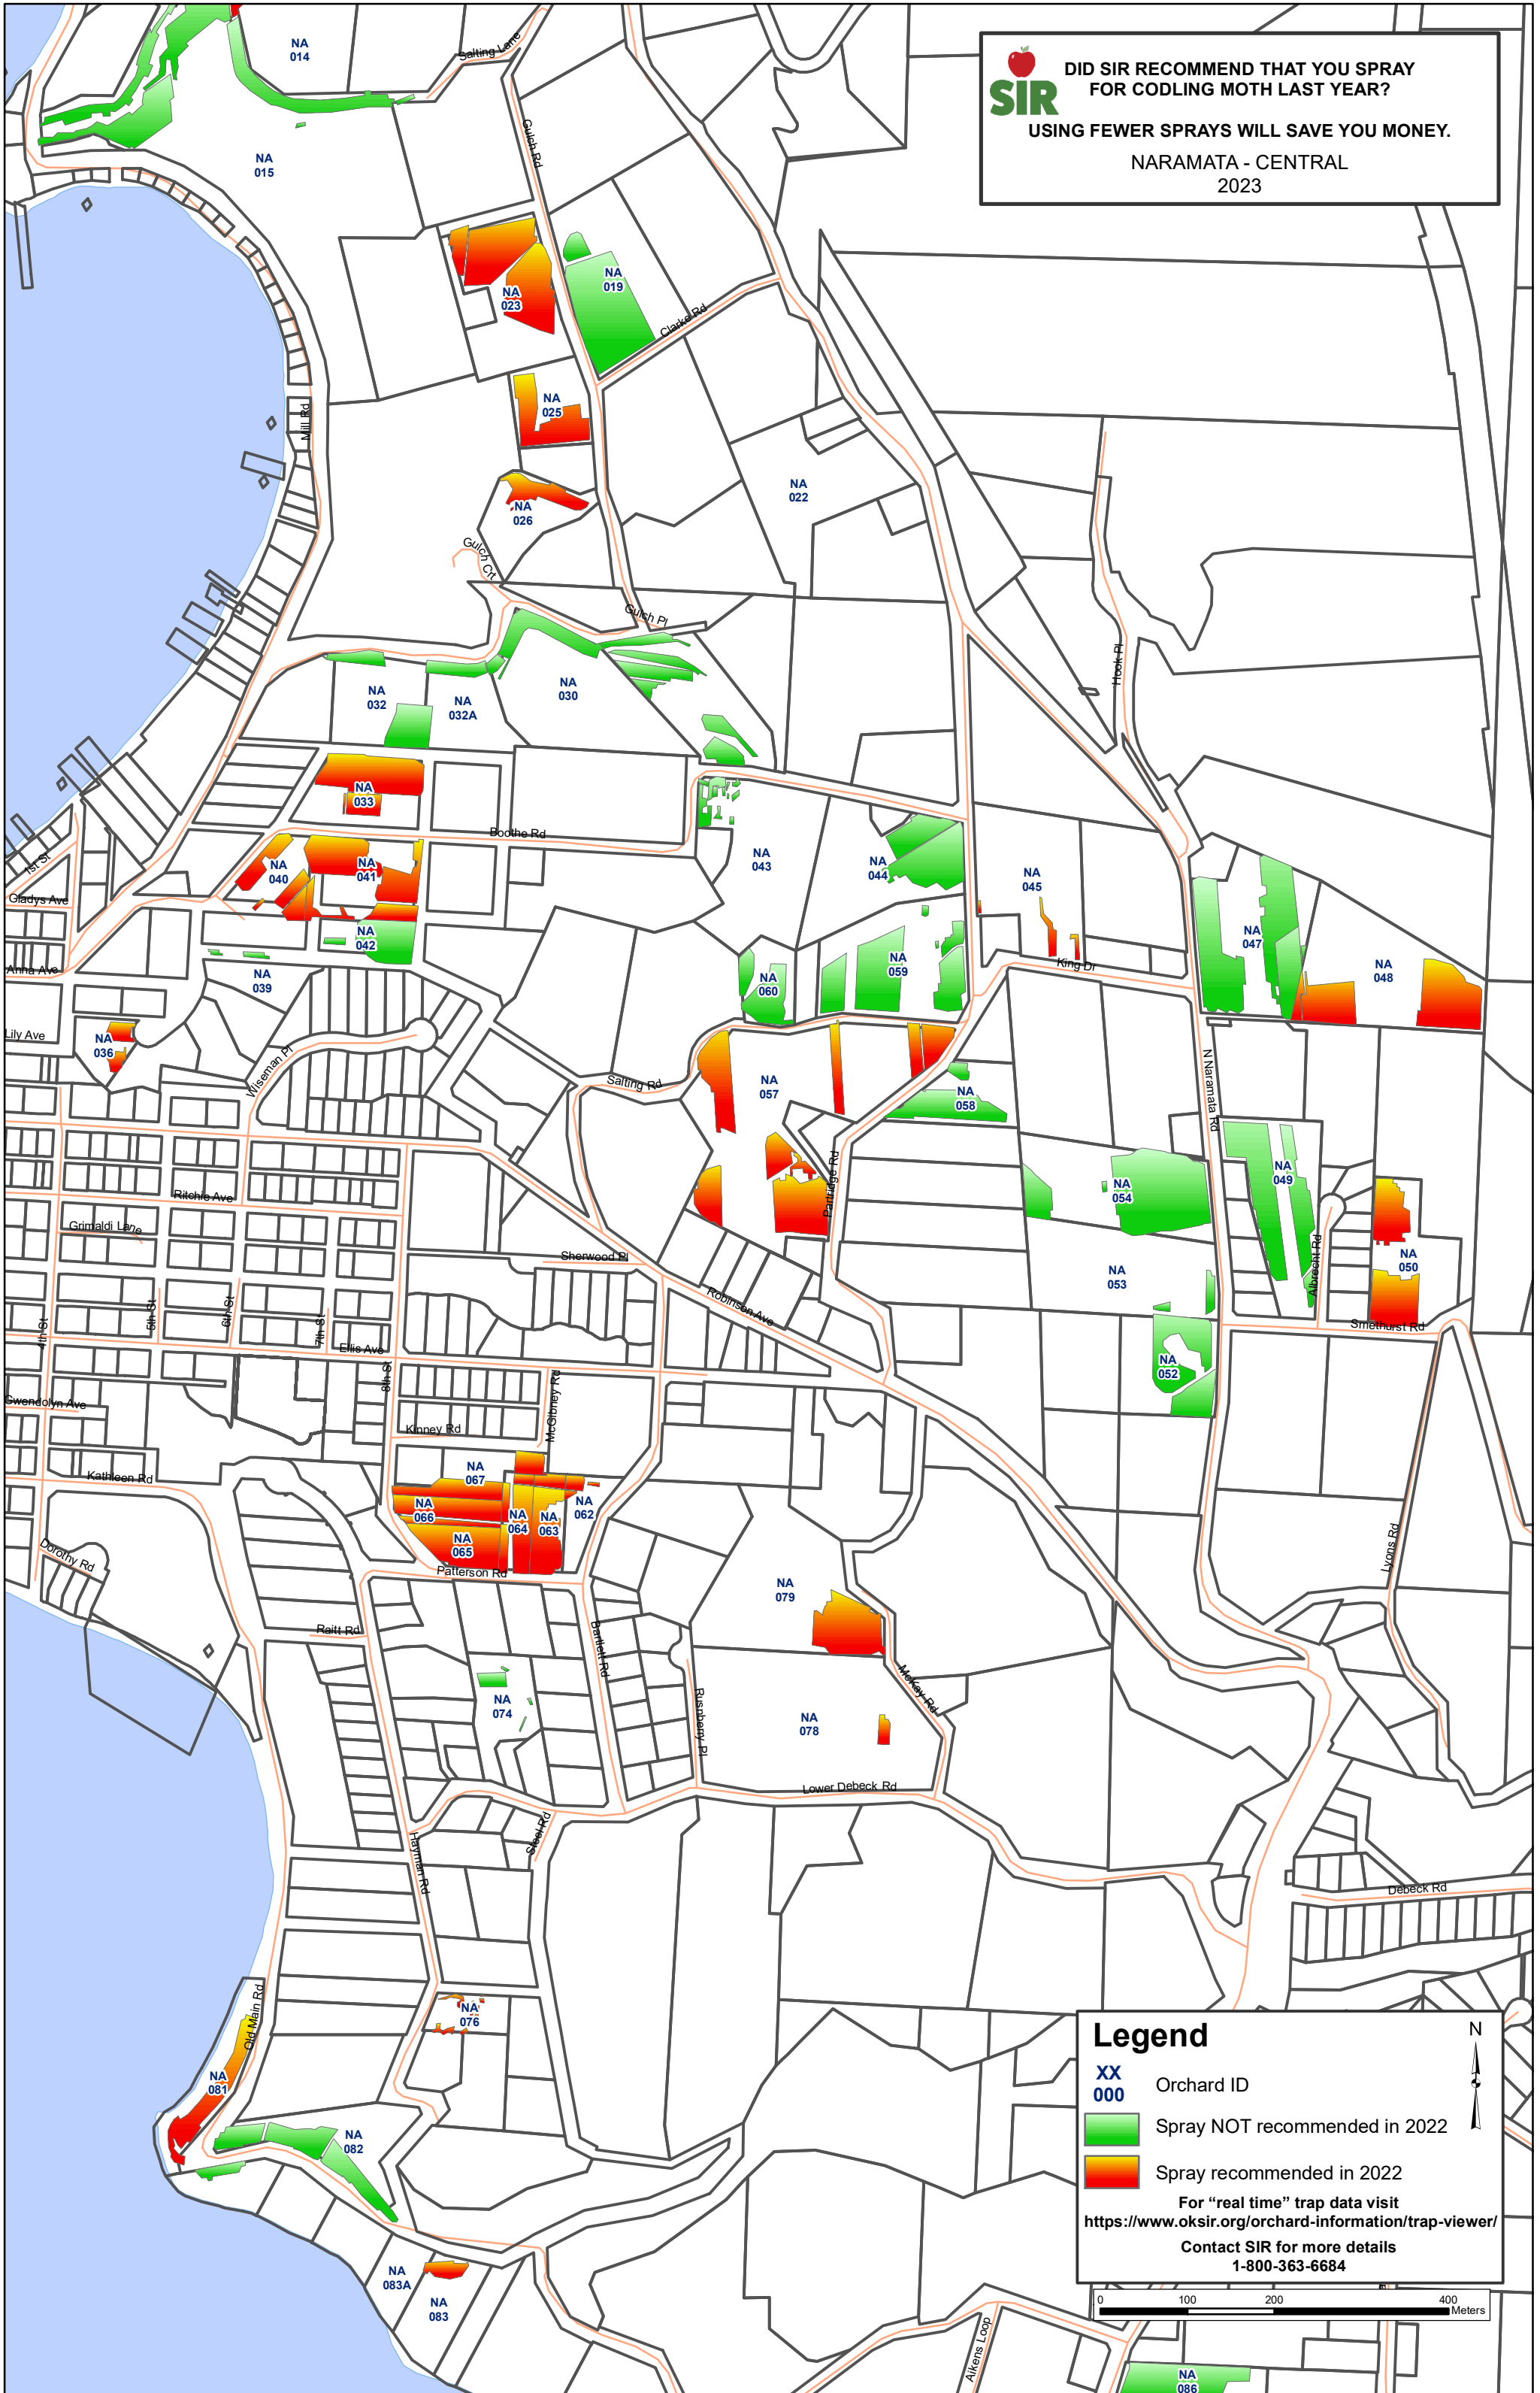 SIR
DID SIR RECOMMEND THAT YOU SPRAY
FOR CODLING MOTH LAST YEAR?
USING FEWER SPRAYS WILL SAVE YOU MONEY.
NARAMATA - CENTRAL
2023
NA
014
Salting Lane
Gulch Rd
NA
015
NA
019
NA
023
Clarke Rd
NA
025
Mill Rd
NA
022
NA
026
Gulch Crt
Gulch Pl
Hook Pl
NA
030
NA
032
NA
032A
NA
033
Boothe Rd
1st St
NA
040
NA
041
NA
043
NA
044
NA
045
Gladys Ave
NA
042
NA
047
NA
048
Anna Ave
NA
039
NA
060
NA
059
King Dr
Lily Ave
NA
036
Wiseman Pl
Salting Rd
NA
057
NA
058
N Naramata Rd
Partridge Rd
NA
054
NA
049
Ritchie Ave
Grimaldi Lane
Sherwood Pl
NA
053
Albrecht Rd
NA
050
Robinson Ave
4th St
5th St
6th St
7th St
Ellis Ave
Smethurst Rd
8th St
NA
052
Gwendolyn Ave
McGibney Rd
Kinney Rd
Kathleen Rd
NA
067
NA
066
NA
064
NA
063
NA
062
NA
065
Dorothy Rd
Patterson Rd
Lyons Rd
NA
079
Raitt Rd
Bartlett Rd
NA
074
Rushbury Pl
McKay Rd
NA
078
Lower Debeck Rd
Steel Rd
Hayman Rd
Debeck Rd
Old Main Rd
NA
076
NA
081
NA
082
NA
083A
NA
083
Aikens Loop
NA
086
Legend
N
XX
000
Orchard ID
Spray NOT recommended in 2022
Spray recommended in 2022
For “real time” trap data visit
https://www.oksir.org/orchard-information/trap-viewer/
Contact SIR for more details
1-800-363-6684
0 100 200 400
Meters